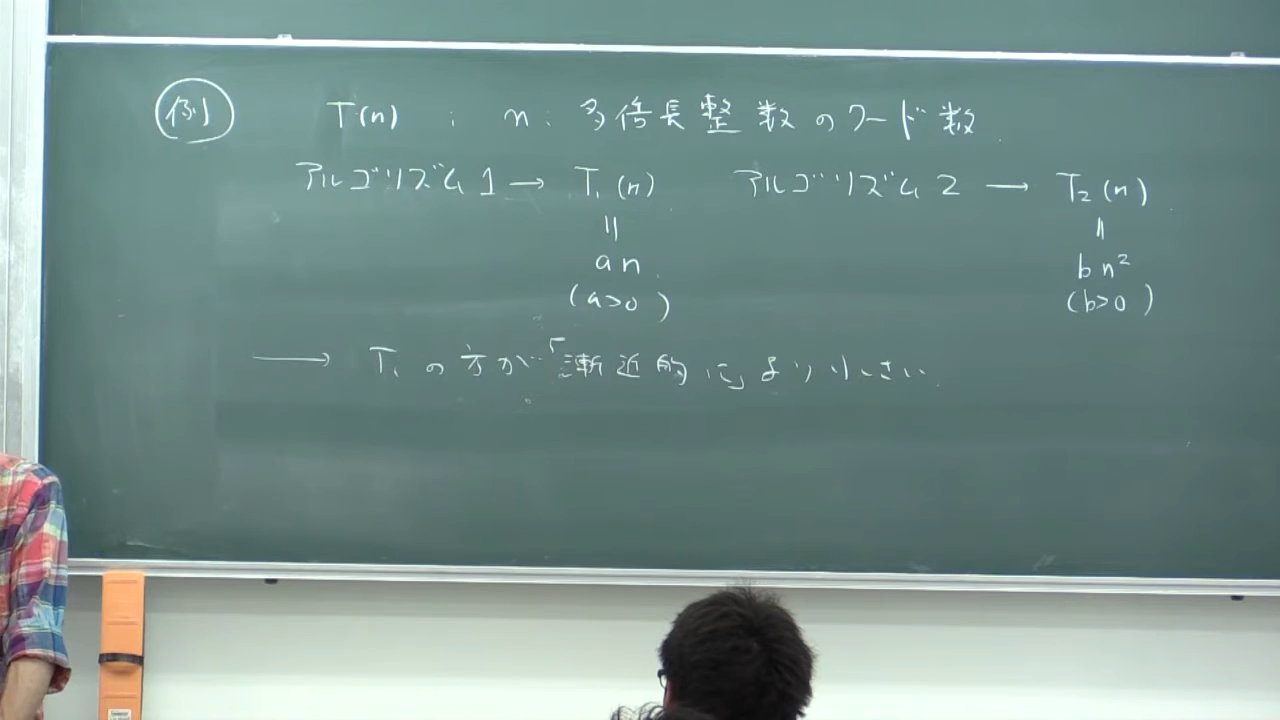 例 T(n) : n: 多倍長整数のワード数
アルゴリズム1 → T₁(n) アルゴリズム2 → T₂(n)
|| ||
an bn²
(a>0) (b>0)
→ T₁の方が「漸近的に」より小さい